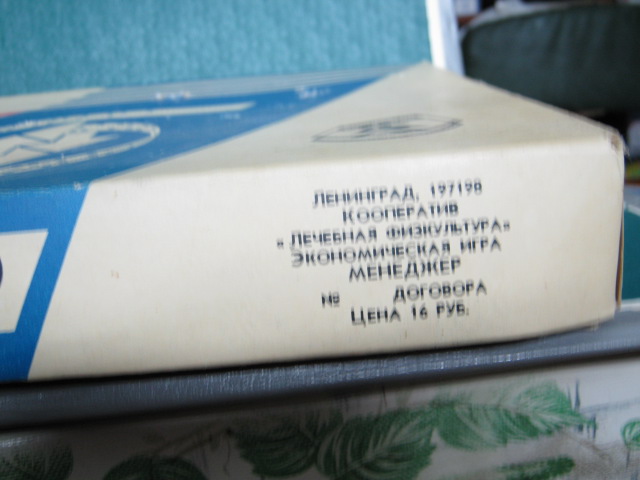 ЛЕНИНГРАД, 197198
КООПЕРАТИВ
«ЛЕЧЕБНАЯ ФИЗКУЛЬТУРА»
ЭКОНОМИЧЕСКАЯ ИГРА
МЕНЕДЖЕР
№ ДОГОВОРА
ЦЕНА 16 РУБ.